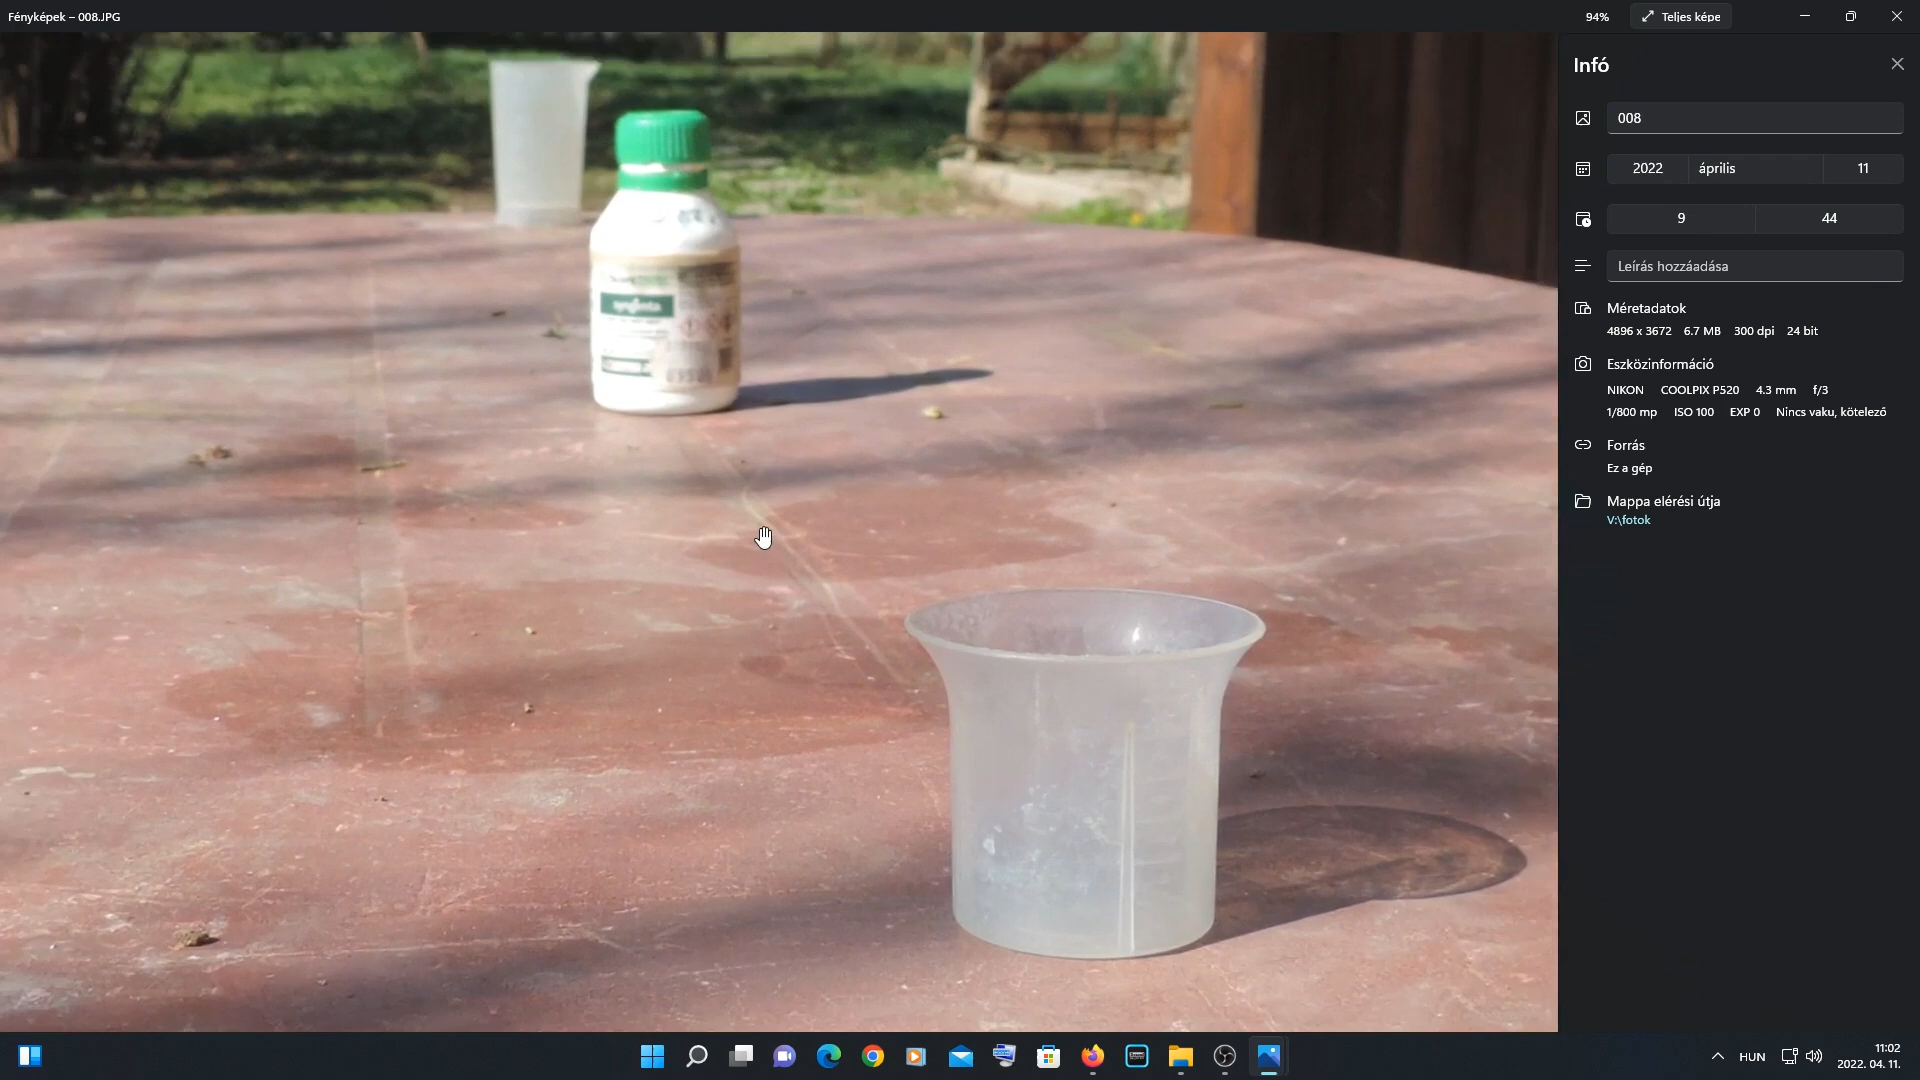 Fényképek – 008.JPG
94%
Teljes képe
Infó
008
2022 április 11
9 44
Leírás hozzáadása
Méretadatok
4896 x 3672 6.7 MB 300 dpi 24 bit
Eszközinformáció
NIKON COOLPIX P520 4.3 mm f/3
1/800 mp ISO 100 EXP 0 Nincs vaku, kötelező
Forrás
Ez a gép
Mappa elérési útja
V:\fotok
syngenta
HUN
11:02
2022. 04. 11.